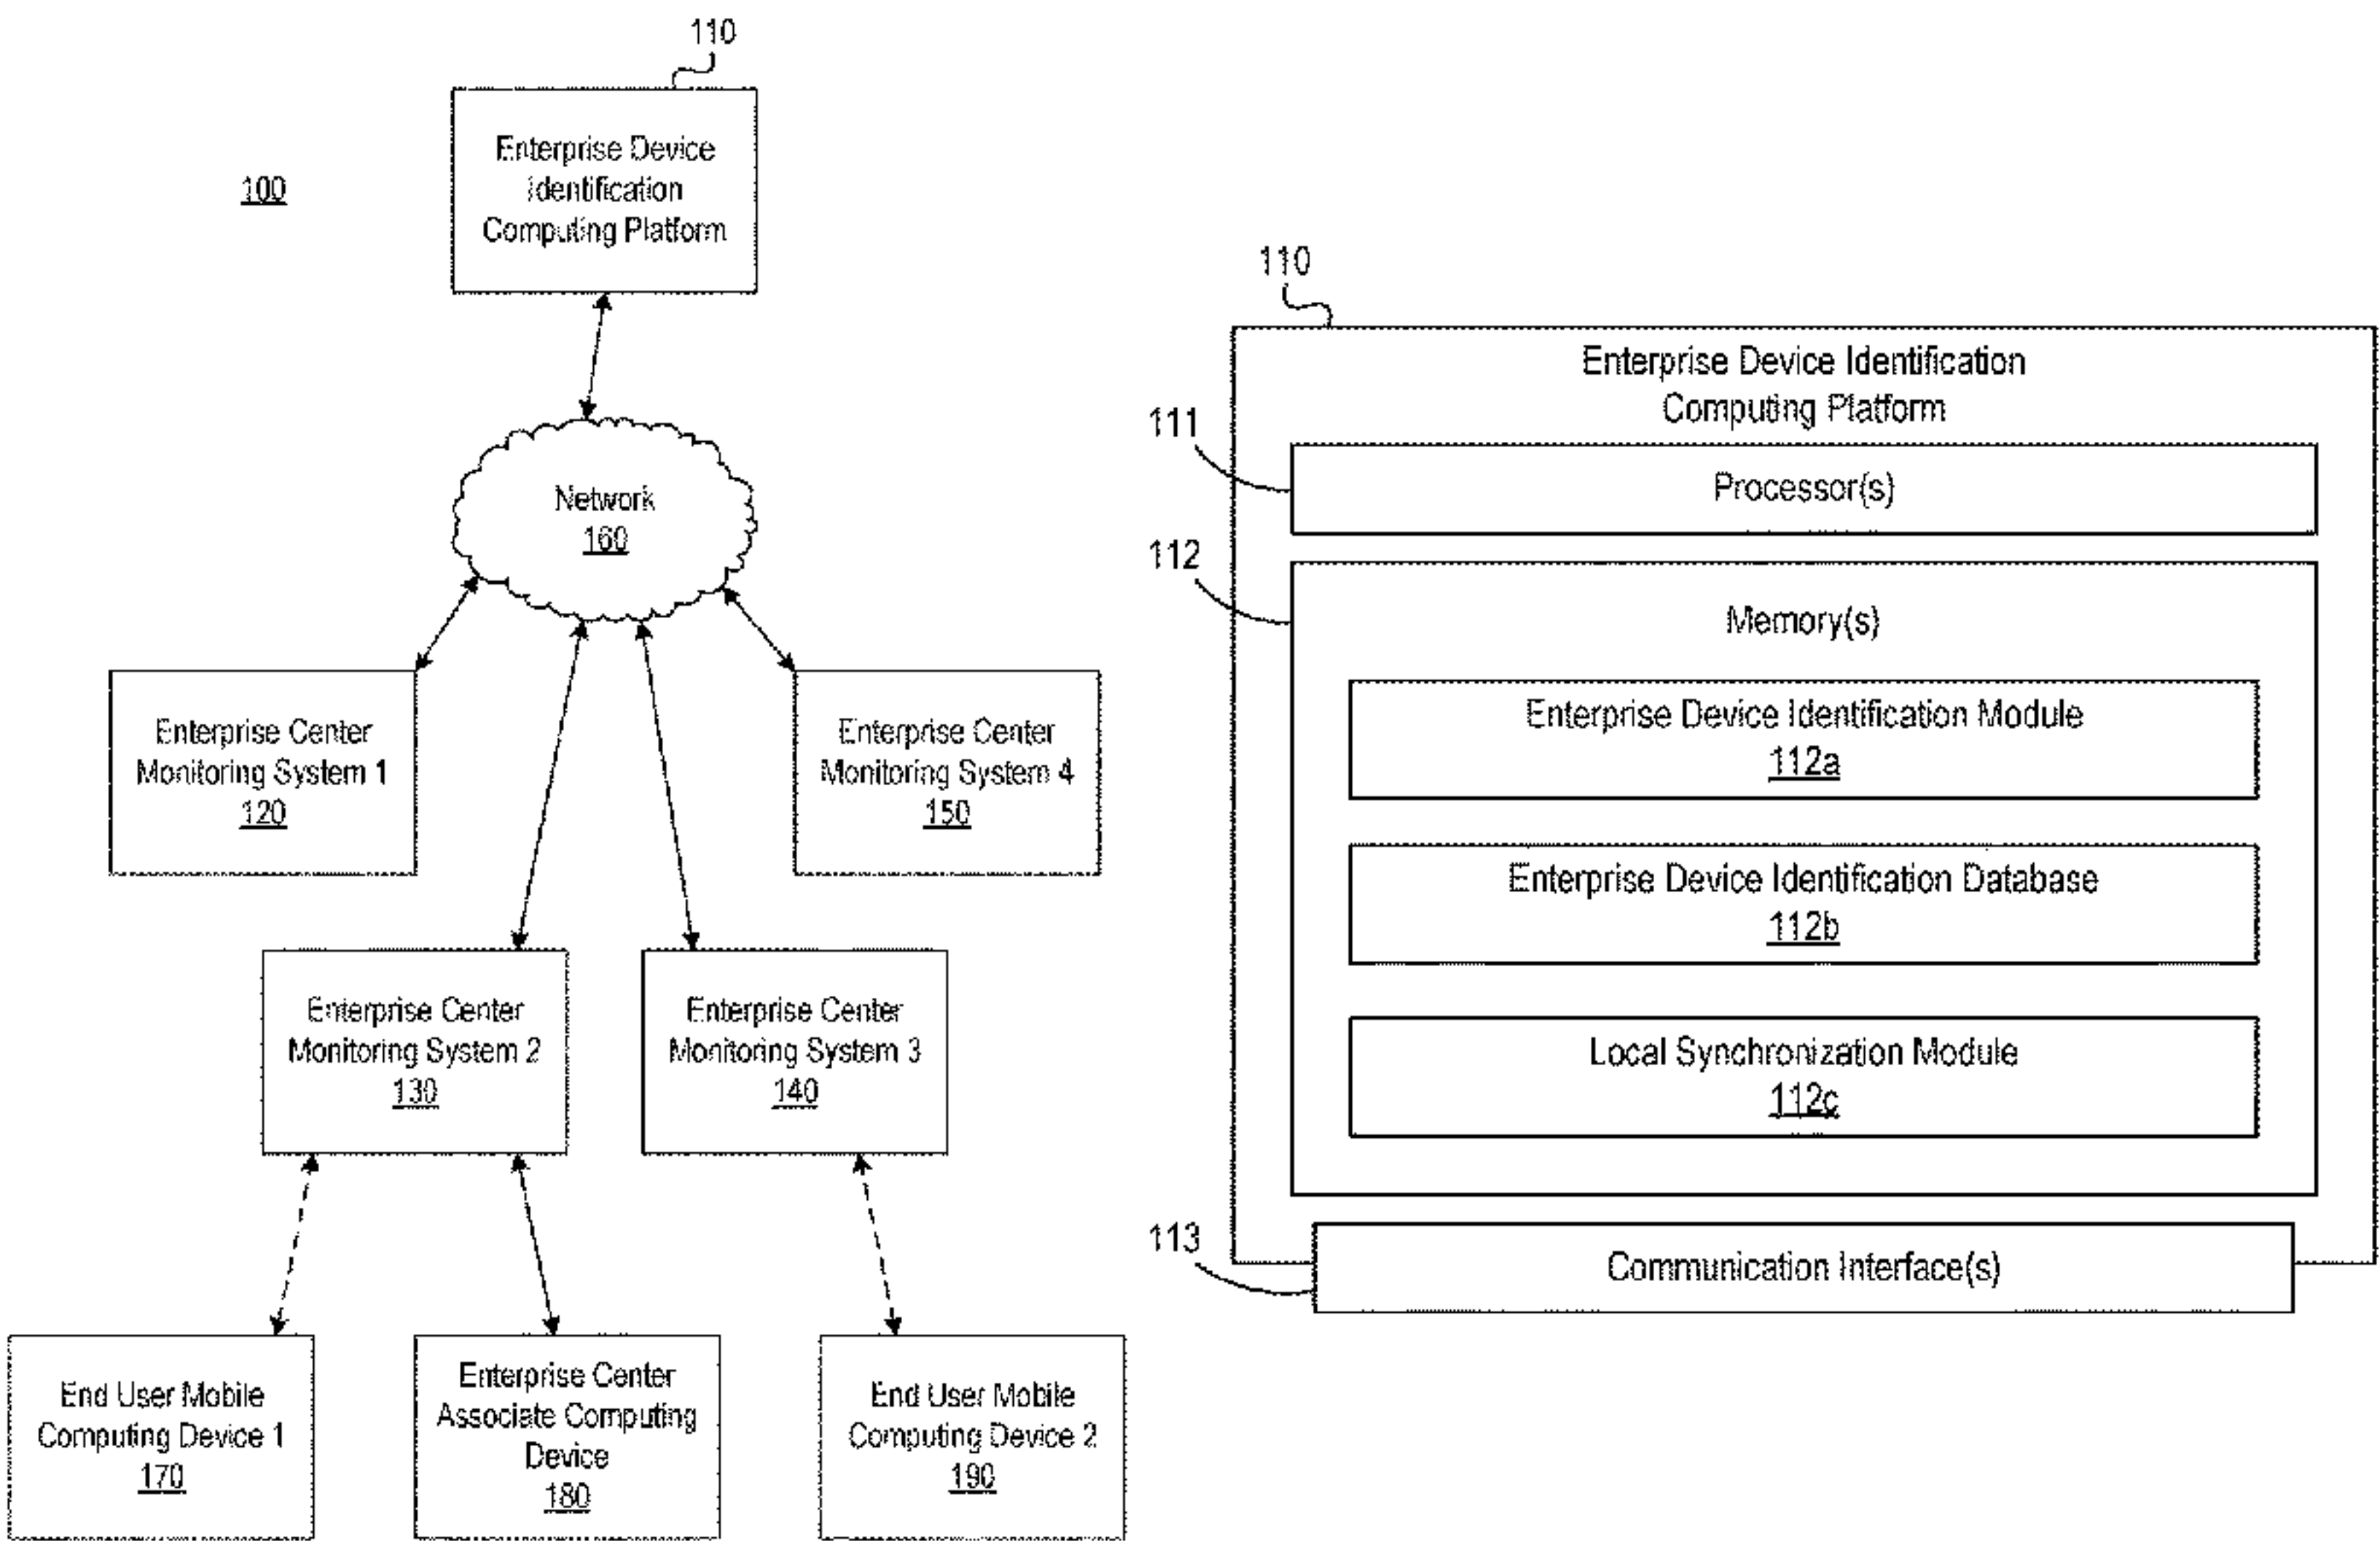 110
Enterprise Device
Identification
Computing Platform
100
Network
160
Enterprise Center
Monitoring System 1
120
Enterprise Center
Monitoring System 4
150
Enterprise Center
Monitoring System 2
130
Enterprise Center
Monitoring System 3
140
End User Mobile
Computing Device 1
170
Enterprise Center
Associate Computing
Device
180
End User Mobile
Computing Device 2
190
110
Enterprise Device Identification
Computing Platform
111
Processor(s)
112
Memory(s)
Enterprise Device Identification Module
112a
Enterprise Device Identification Database
112b
Local Synchronization Module
112c
113
Communication Interface(s)